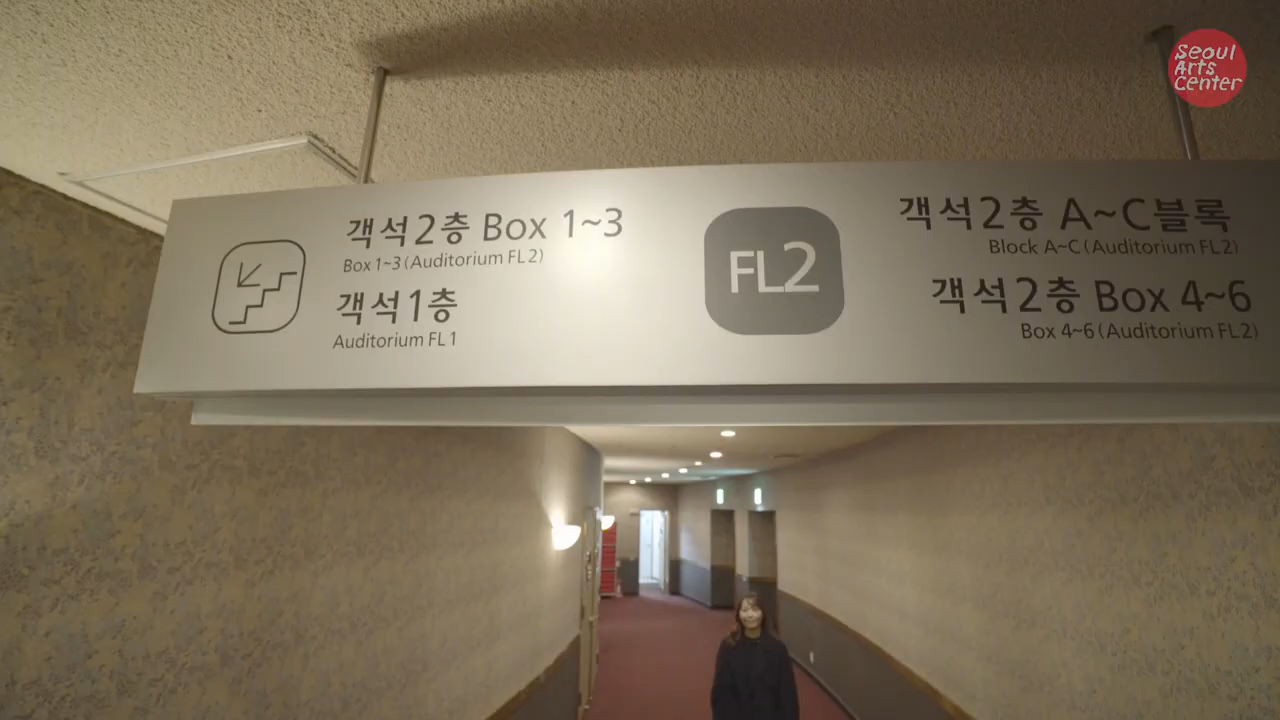 객석2층 Box 1~3
Box 1~3 (Auditorium FL2)
객석1층
Auditorium FL1
FL2
객석2층 A~C블록
Block A~C (Auditorium FL2)
객석2층 Box 4~6
Box 4~6 (Auditorium FL2)
Seoul
Arts
Center